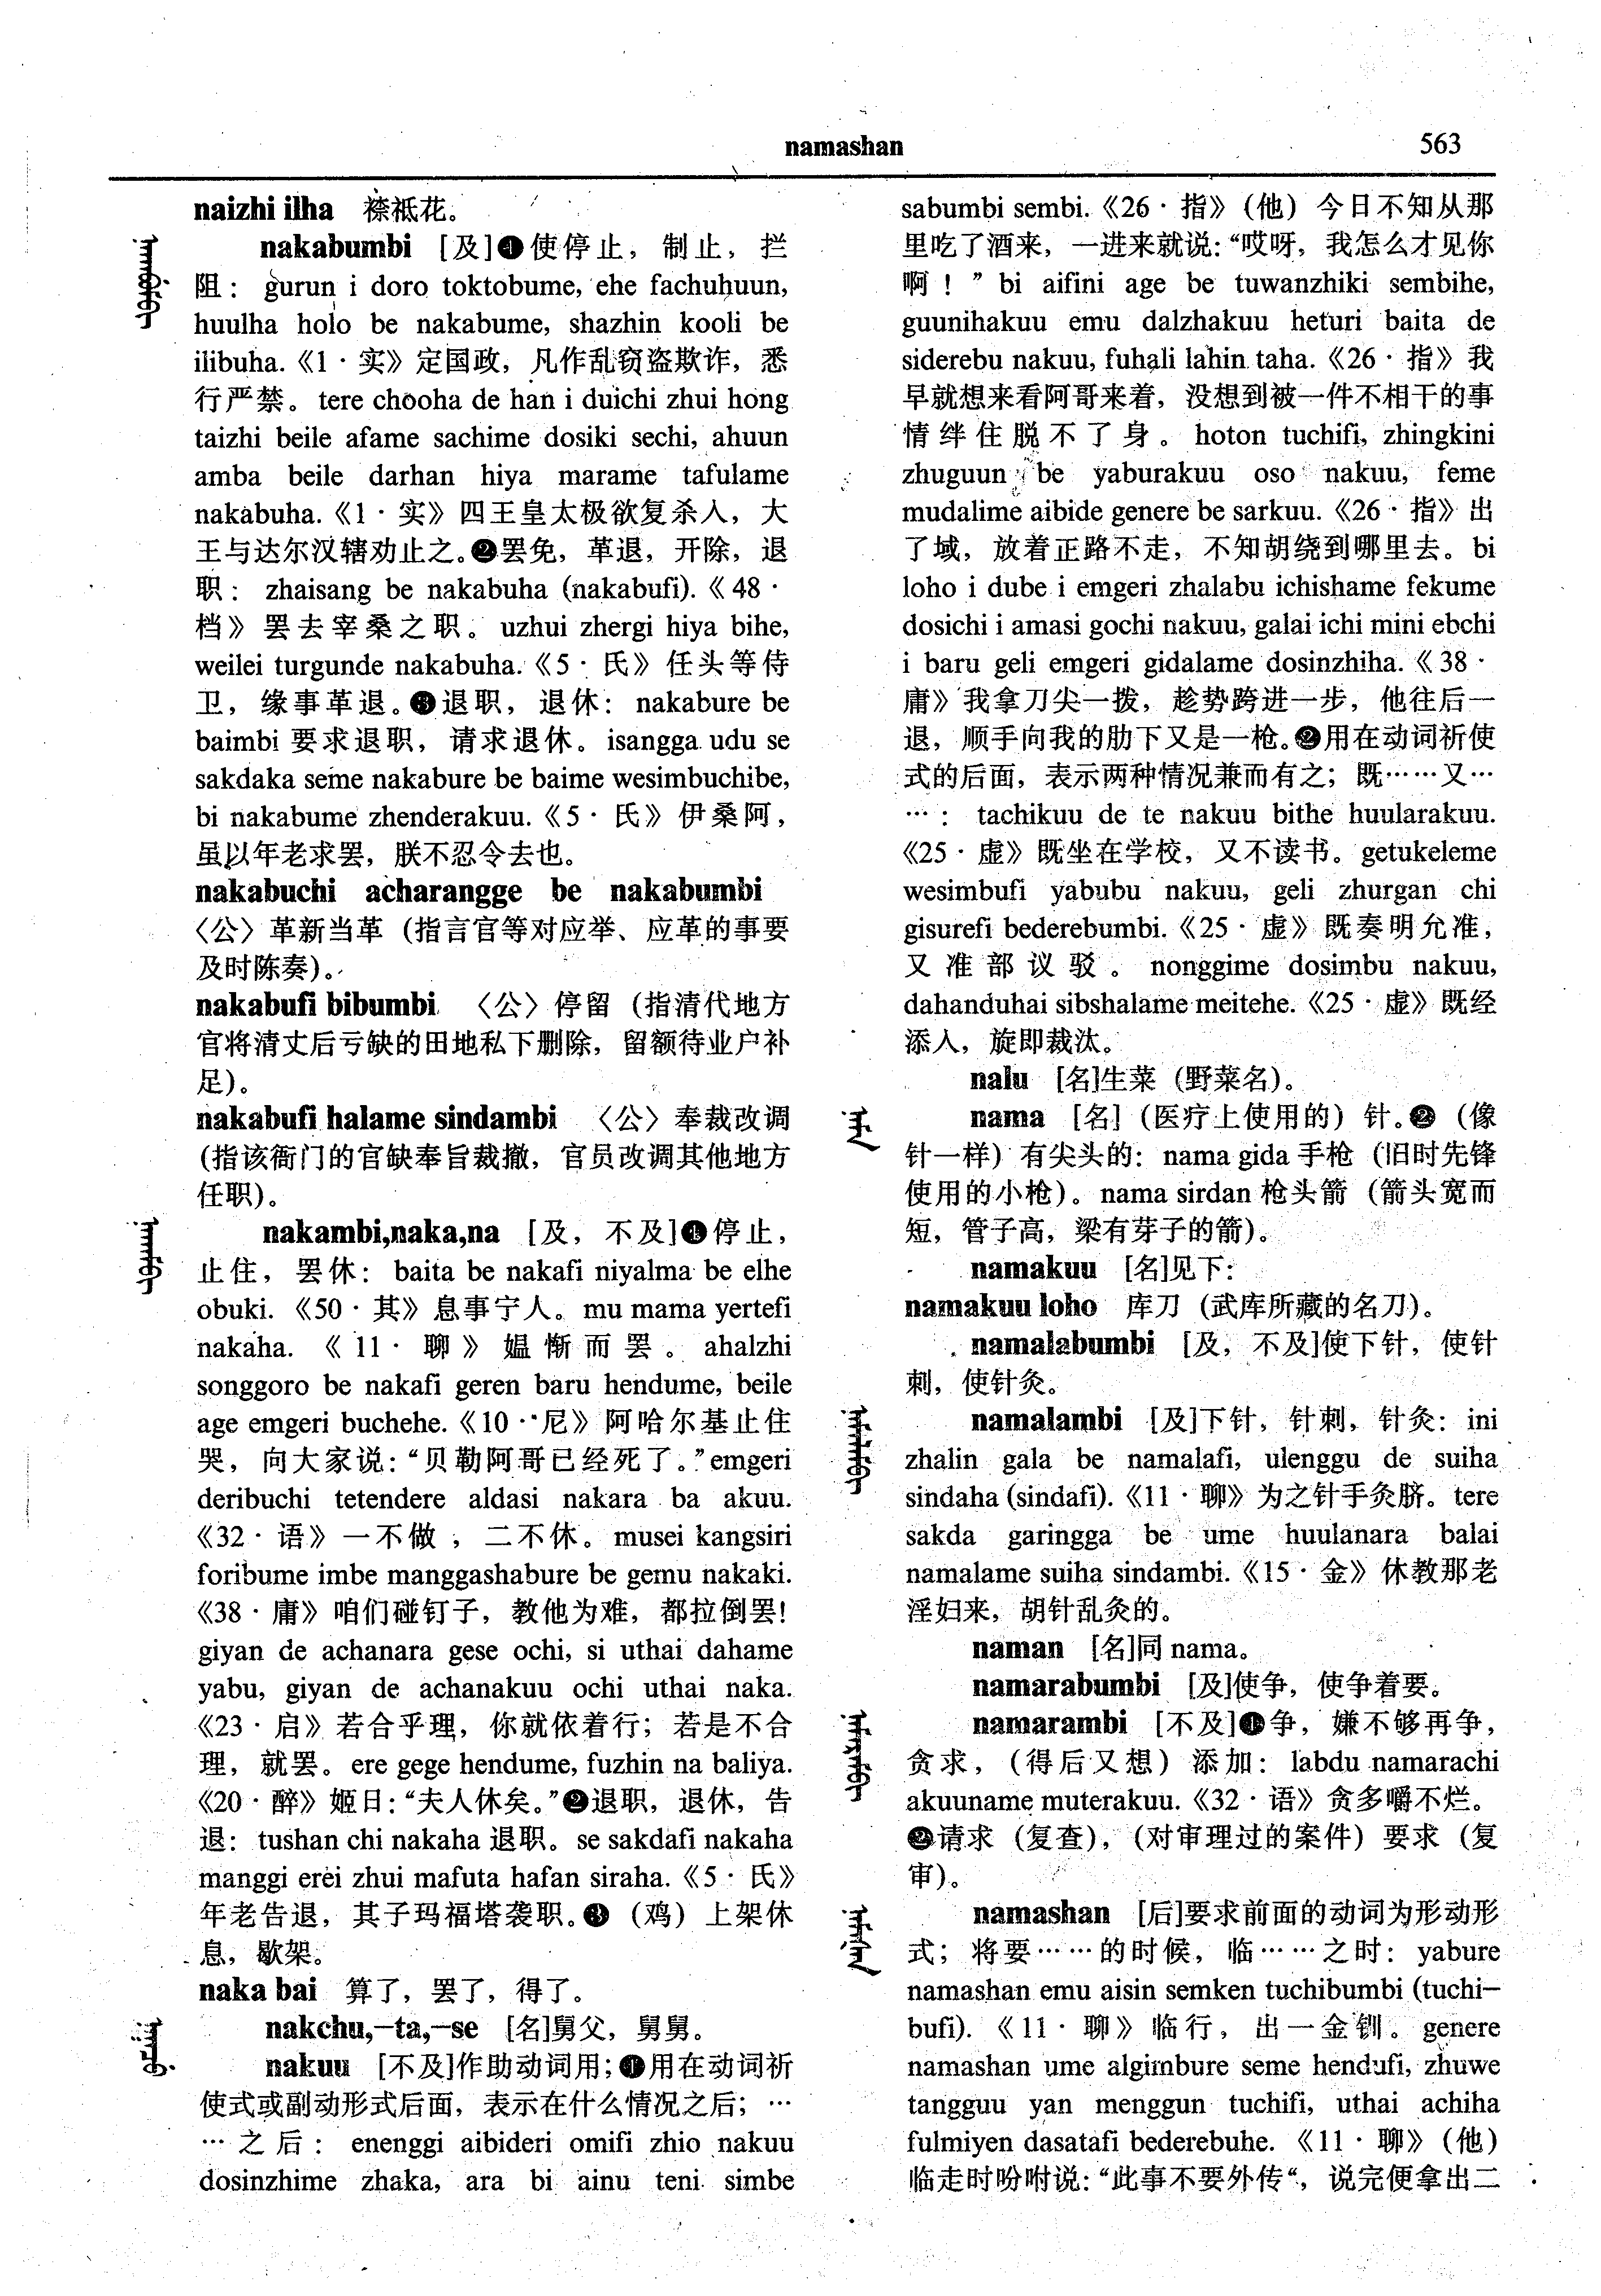 namashan
563
naizhi ilha 襟祇花。
nakabumbi [及]❶使停止，制止，拦
阻：gurun i doro toktobume, ehe fachuhuun,
huulha holo be nakabume, shazhin kooli be
ilibuha.《1·实》定国政，凡作乱窃盗欺诈，悉
行严禁。tere chooha de han i duichi zhui hong
taizhi beile afame sachime dosiki sechi, ahuun
amba beile darhan hiya marame tafulame
nakabuha.《1·实》四王皇太极欲复杀人，大
王与达尔汉辖劝止之。❷罢免，革退，开除，退
职：zhaisang be nakabuha (nakabufi).《48·
档》罢去宰桑之职。uzhui zhergi hiya bihe,
weilei turgunde nakabuha.《5·氏》任头等侍
卫，缘事革退。❸退职，退休：nakabure be
baimbi 要求退职，请求退休。isangga udu se
sakdaka seme nakabure be baime wesimbuchibe,
bi nakabume zhenderakuu.《5·氏》伊桑阿，
虽以年老求罢，朕不忍令去也。
nakabuchi acharangge be nakabumbi
〈公〉革新当革（指言官等对应举、应革的事要
及时陈奏）。
nakabufi bibumbi 〈公〉停留（指清代地方
官将清丈后亏缺的田地私下删除，留额待业户补
足）。
nakabufi halame sindambi 〈公〉奉裁改调
（指该衙门的官缺奉旨裁撤，官员改调其他地方
任职）。
nakambi,naka,na [及，不及]❶停止，
止住，罢休：baita be nakafi niyalma be elhe
obuki.《50·其》息事宁人。mu mama yertefi
nakaha.《11·聊》媪惭而罢。ahalzhi
songgoro be nakafi geren baru hendume, beile
age emgeri buchehe.《10·尼》阿哈尔基止住
哭，向大家说：“贝勒阿哥已经死了。”emgeri
deribuchi tetendere aldasi nakara ba akuu.
《32·语》一不做，二不休。musei kangsiri
foribume imbe manggashabure be gemu nakaki.
《38·庸》咱们碰钉子，教他为难，都拉倒罢！
giyan de achanara gese ochi, si uthai dahame
yabu, giyan de achanakuu ochi uthai naka.
《23·启》若合乎理，你就依着行；若是不合
理，就罢。ere gege hendume, fuzhin na baliya.
《20·醉》姬日：“夫人休矣。”❷退职，退休，告
退：tushan chi nakaha 退职。se sakdafi nakaha
manggi erei zhui mafuta hafan siraha.《5·氏》
年老告退，其子玛福塔袭职。❸（鸡）上架休
息，歇架。
naka bai 算了，罢了，得了。
nakchu,-ta,-se [名]舅父，舅舅。
nakuu [不及]作助动词用；❶用在动词祈
使式或副动形式后面，表示在什么情况之后；…
…之后：enenggi aibideri omifi zhio nakuu
dosinzhime zhaka, ara bi ainu teni simbe
sabumbi sembi.《26·指》（他）今日不知从那
里吃了酒来，一进来就说：“哎呀，我怎么才见你
啊！”bi aifini age be tuwanzhiki sembihe,
guunihakuu emu dalzhakuu heturi baita de
siderebu nakuu, fuhali lahin taha.《26·指》我
早就想来看阿哥来着，没想到被一件不相干的事
情绊住脱不了身。hoton tuchifi, zhingkini
zhuguun be yaburakuu oso nakuu, feme
mudalime aibide genere be sarkuu.《26·指》出
了域，放着正路不走，不知胡绕到哪里去。bi
loho i dube i emgeri zhalabu ichishame fekume
dosichi i amasi gochi nakuu, galai ichi mini ebchi
i baru geli emgeri gidalame dosinzhiha.《38·
庸》我拿刀尖一拨，趁势跨进一步，他往后一
退，顺手向我的肋下又是一枪。❷用在动词祈使
式的后面，表示两种情况兼而有之；既……又…
…：tachikuu de te nakuu bithe huularakuu.
《25·虚》既坐在学校，又不读书。getukeleme
wesimbufi yabubu nakuu, geli zhurgan chi
gisurefi bederebumbi.《25·虚》既奏明允准，
又准部议驳。nonggime dosimbu nakuu,
dahanduhai sibshalame meitehe.《25·虚》既经
添人，旋即裁汰。
nalu [名]生菜（野菜名）。
nama [名]（医疗上使用的）针。❷（像
针一样）有尖头的：nama gida 手枪（旧时先锋
使用的小枪）。nama sirdan 枪头箭（箭头宽而
短，管子高，梁有芽子的箭）。
namakuu [名]见下：
namakuu loho 库刀（武库所藏的名刀）。
namalabumbi [及，不及]使下针，使针
刺，使针灸。
namalambi [及]下针，针刺，针灸：ini
zhalin gala be namalafi, ulenggu de suiha
sindaha (sindafi).《11·聊》为之针手灸脐。tere
sakda garingga be ume huulanara balai
namalame suiha sindambi.《15·金》休教那老
淫妇来，胡针乱灸的。
naman [名]同 nama。
namarabumbi [及]使争，使争着要。
namarambi [不及]❶争，嫌不够再争，
贪求，（得后又想）添加：labdu namarachi
akuuname muterakuu.《32·语》贪多嚼不烂。
❷请求（复查），（对审理过的案件）要求（复
审）。
namashan [后]要求前面的动词为形动形
式；将要……的时候，临……之时：yabure
namashan emu aisin semken tuchibumbi (tuchi-
bufi).《11·聊》临行，出一金钏。genere
namashan ume algimbure seme hendufi, zhuwe
tangguu yan menggun tuchifi, uthai achiha
fulmiyen dasatafi bederebuhe.《11·聊》（他）
临走时吩咐说：“此事不要外传“，说完便拿出二